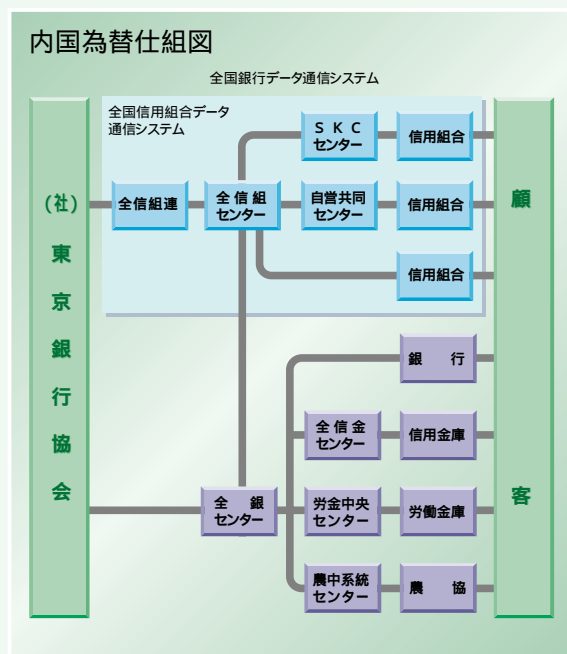 内国為替仕組図
全国銀行データ通信システム
全国信用組合データ
通信システム
ＳＫＣ
センター
信用組合
(社)東京銀行協会
全信組連
全信組
センター
自営共同
センター
信用組合
顧客
信用組合
銀行
全信金
センター
信用金庫
全銀
センター
労金中央
センター
労働金庫
農中系統
センター
農協